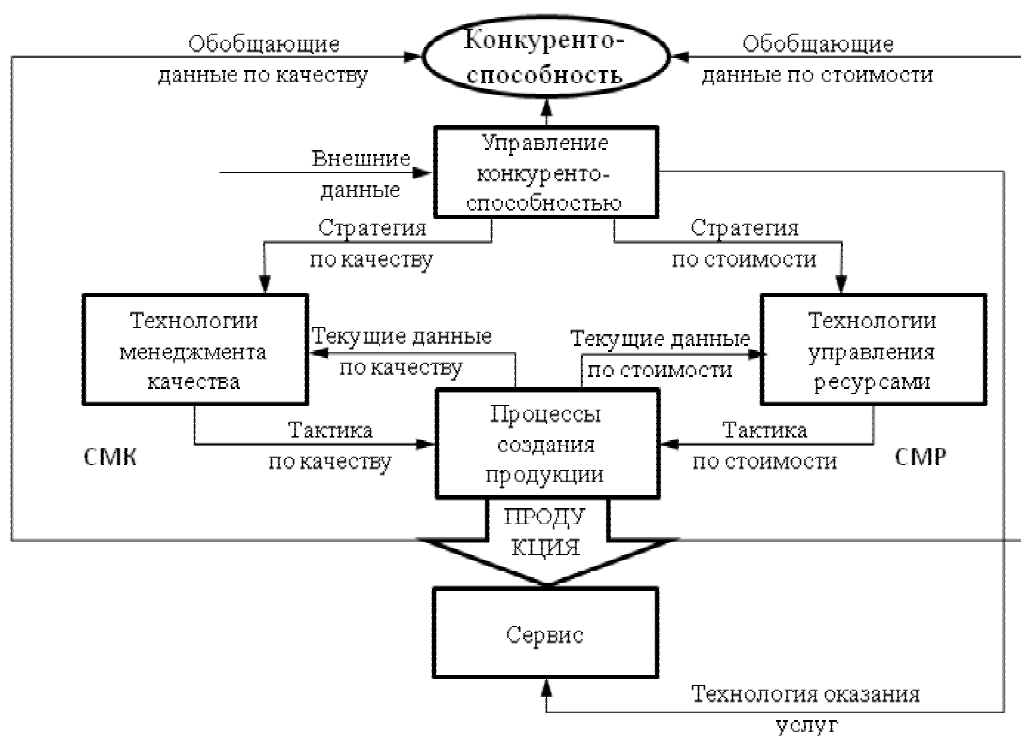 Обобщающие
данные по качеству
Конкуренто-
способность
Обобщающие
данные по стоимости
Внешние
данные
Управление
конкуренто-
способностью
Стратегия
по качеству
Стратегия
по стоимости
Технологии
менеджмента
качества
Текущие данные
по качеству
Текущие данные
по стоимости
Технологии
управления
ресурсами
СМК
Тактика
по качеству
Процессы
создания
продукции
Тактика
по стоимости
СМР
ПРОДУ
КЦИЯ
Сервис
Технология оказания
услуг